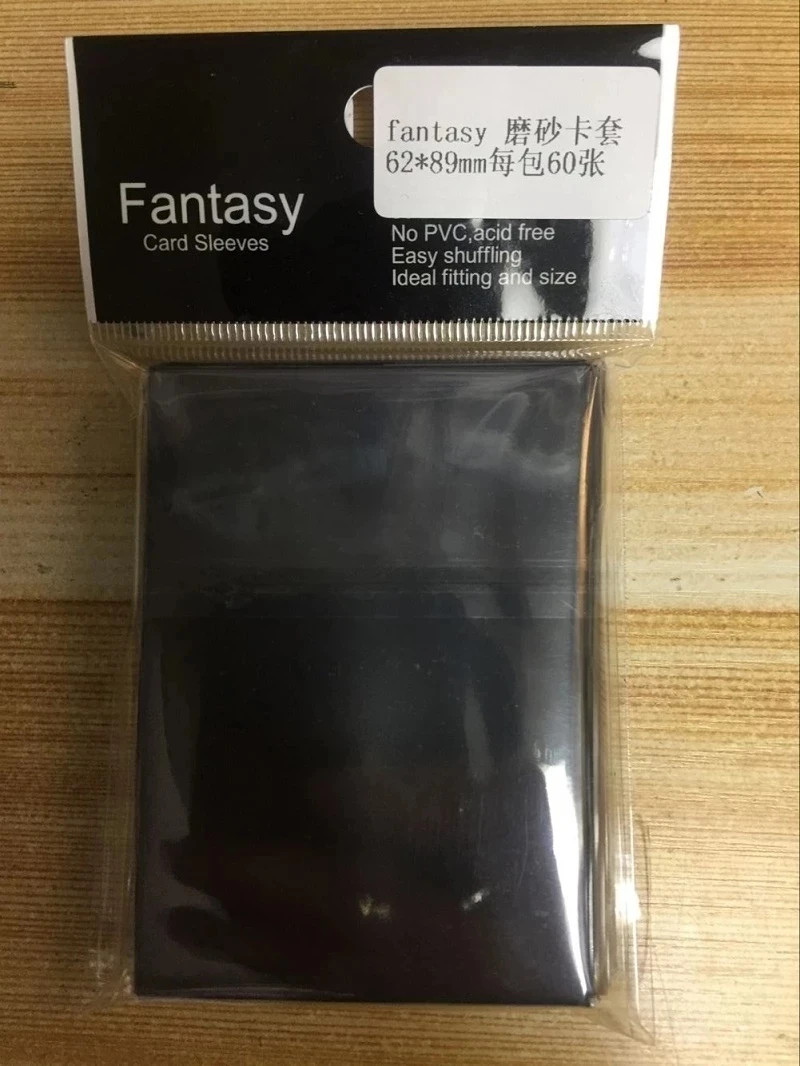 fantasy 磨砂卡套
62*89mm每包60张
Fantasy
Card Sleeves
No PVC,acid free
Easy shuffling
Ideal fitting and size